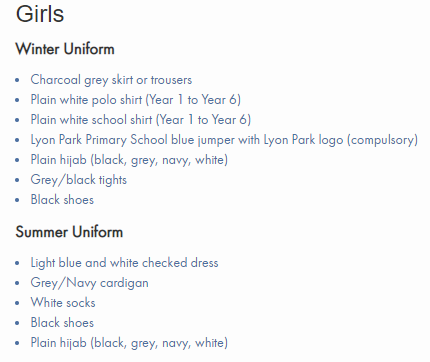 Girls
Winter Uniform
Charcoal grey skirt or trousers
Plain white polo shirt (Year 1 to Year 6)
Plain white school shirt (Year 1 to Year 6)
Lyon Park Primary School blue jumper with Lyon Park logo (compulsory)
Plain hijab (black, grey, navy, white)
Grey/black tights
Black shoes
Summer Uniform
Light blue and white checked dress
Grey/Navy cardigan
White socks
Black shoes
Plain hijab (black, grey, navy, white)